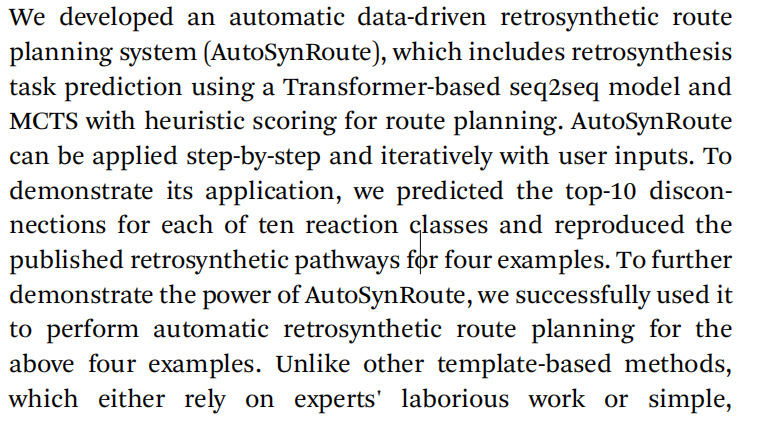 We developed an automatic data-driven retrosynthetic route
planning system (AutoSynRoute), which includes retrosynthesis
task prediction using a Transformer-based seq2seq model and
MCTS with heuristic scoring for route planning. AutoSynRoute
can be applied step-by-step and iteratively with user inputs. To
demonstrate its application, we predicted the top-10 discon-
nections for each of ten reaction classes and reproduced the
published retrosynthetic pathways for four examples. To further
demonstrate the power of AutoSynRoute, we successfully used it
to perform automatic retrosynthetic route planning for the
above four examples. Unlike other template-based methods,
which either rely on experts' laborious work or simple,